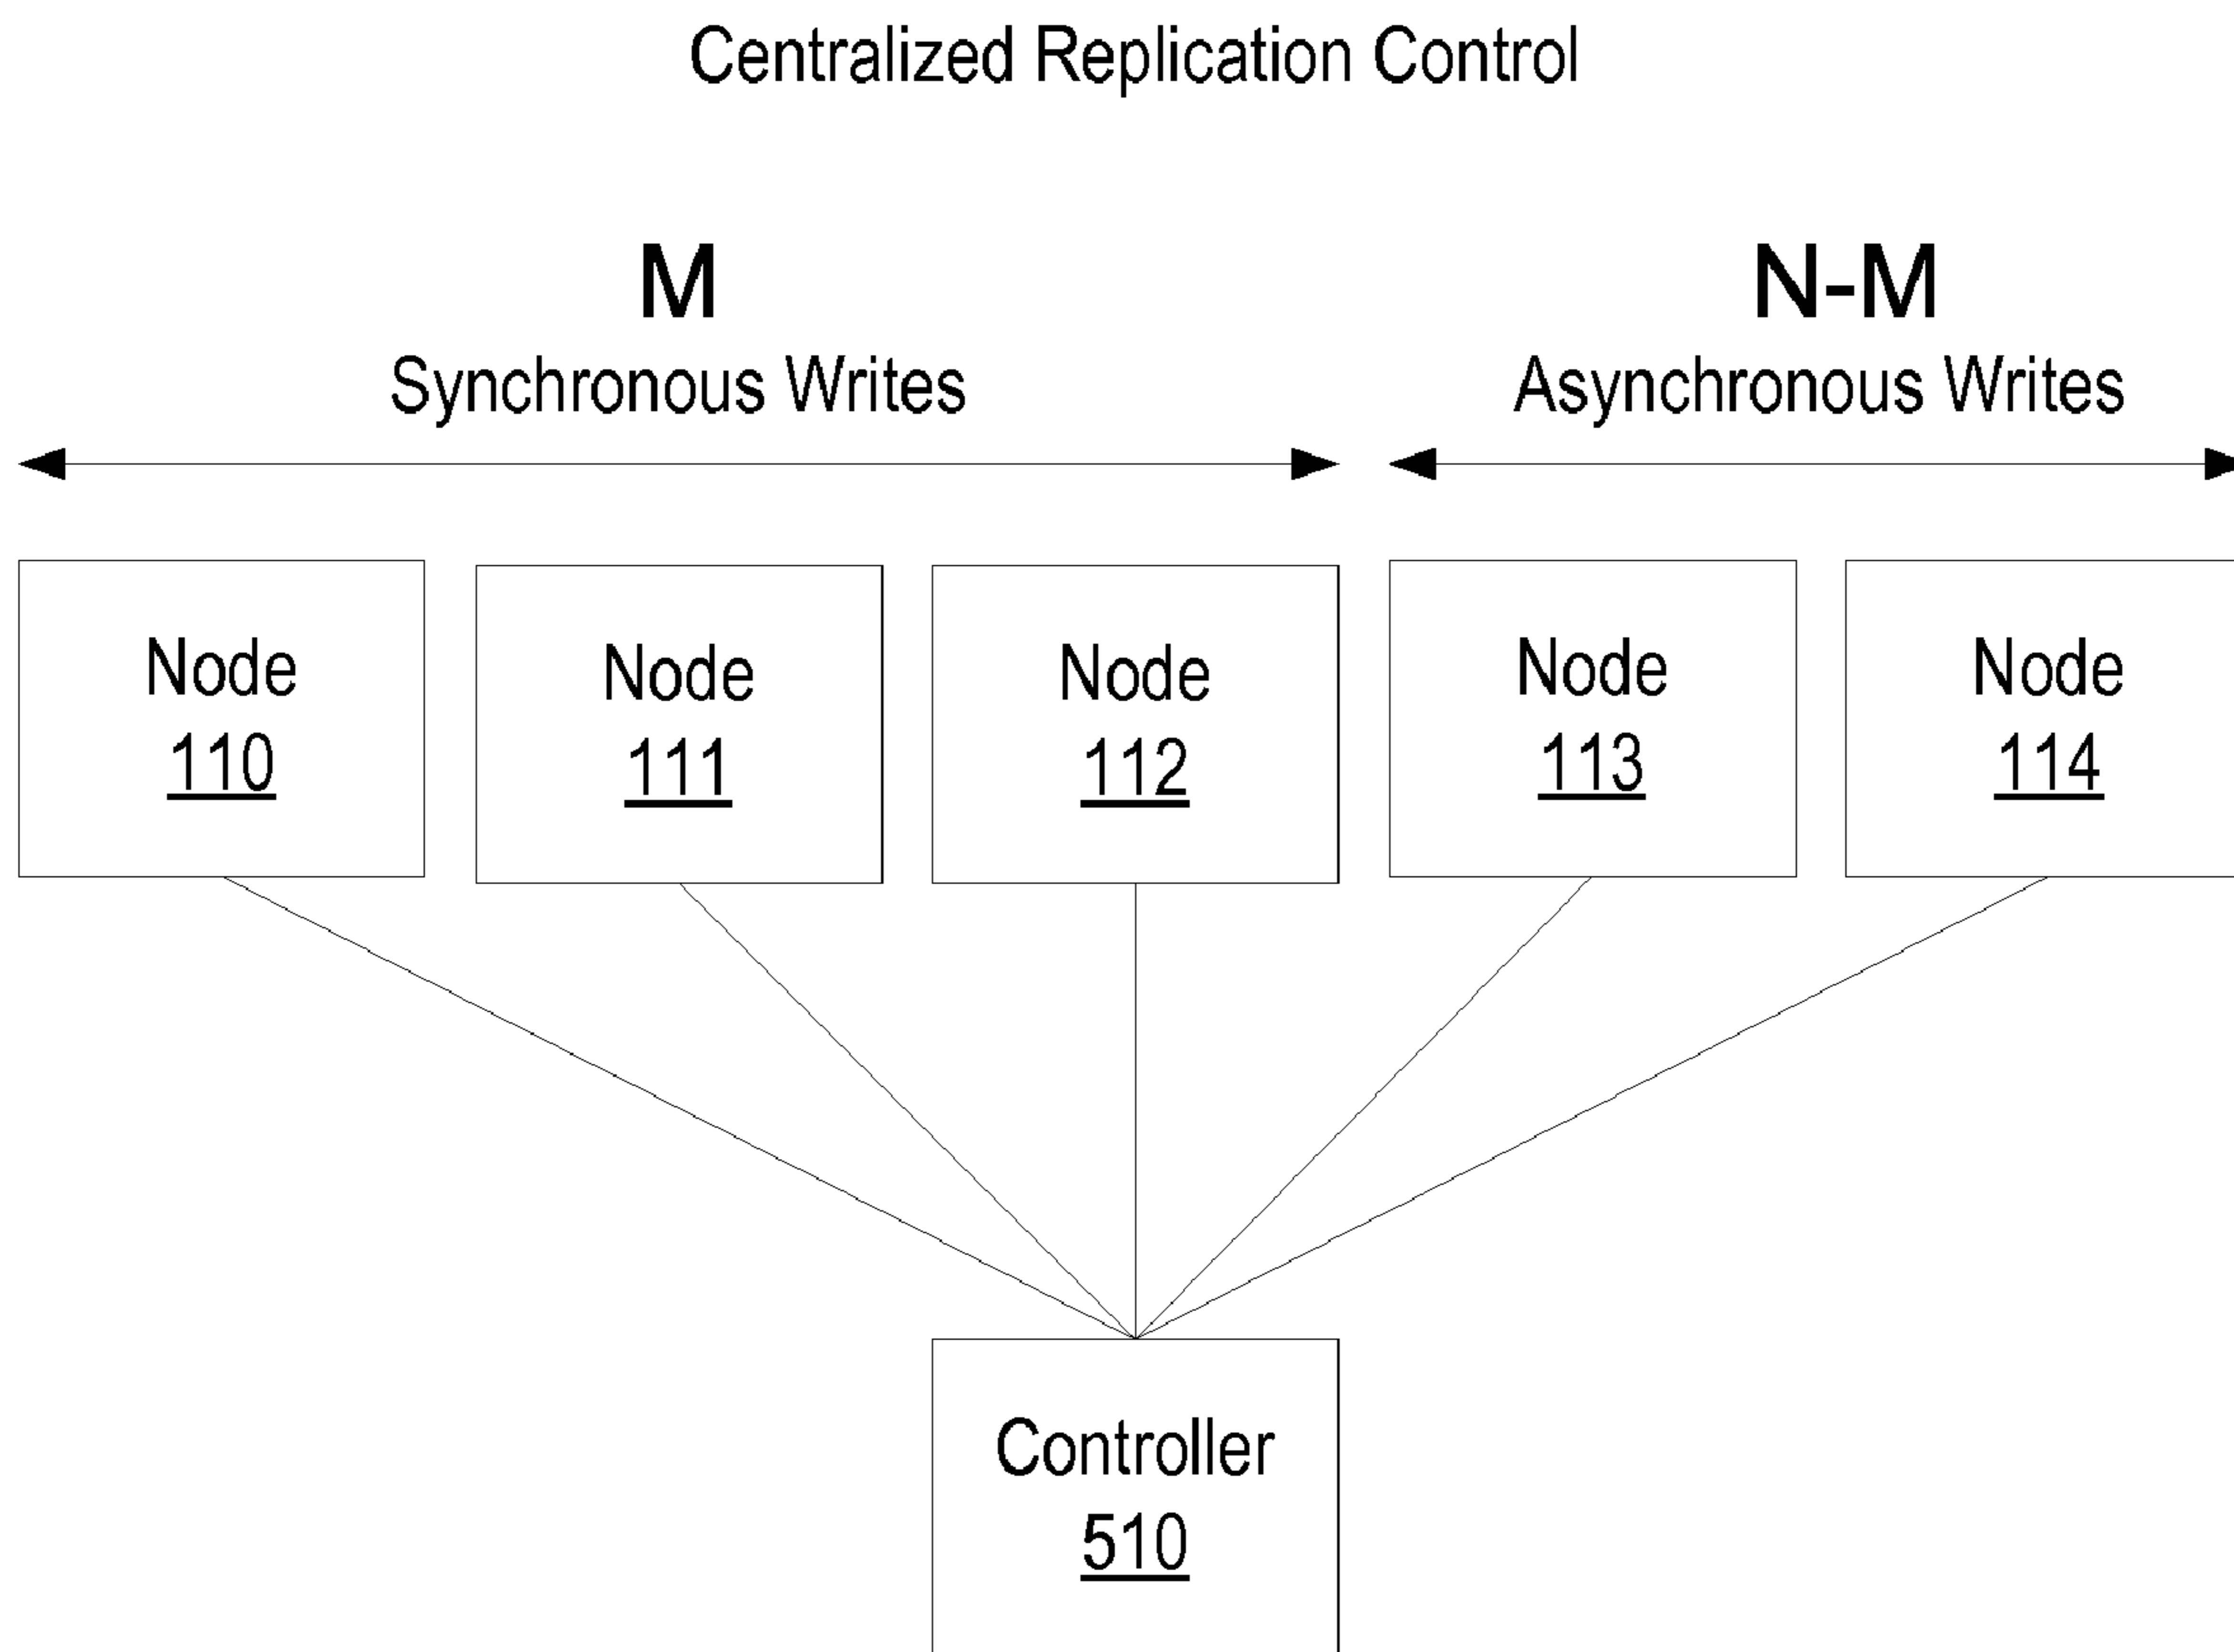 Centralized Replication Control
M
Synchronous Writes
N-M
Asynchronous Writes
Node
110
Node
111
Node
112
Node
113
Node
114
Controller
510